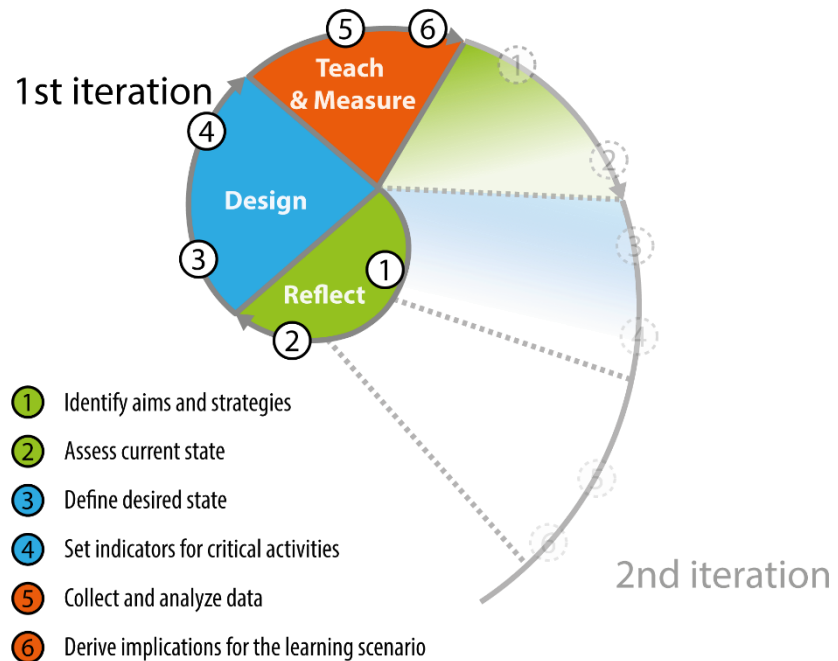 5
6
Teach
& Measure
1
1st iteration
4
2
Design
3
3
1
Reflect
2
4
1 Identify aims and strategies
2 Assess current state
5
3 Define desired state
4 Set indicators for critical activities
6
2nd iteration
5 Collect and analyze data
6 Derive implications for the learning scenario